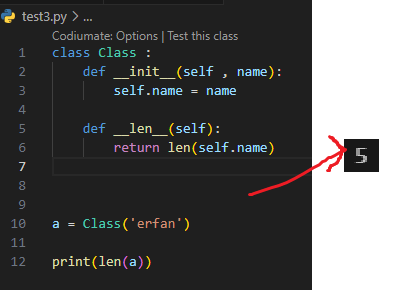 test3.py > ...
Codiumate: Options | Test this class
1 class Class :
2     def __init__(self , name):
3         self.name = name
4
5     def __len__(self):
6         return len(self.name)
7
10 a = Class('erfan')
11
12 print(len(a))
5